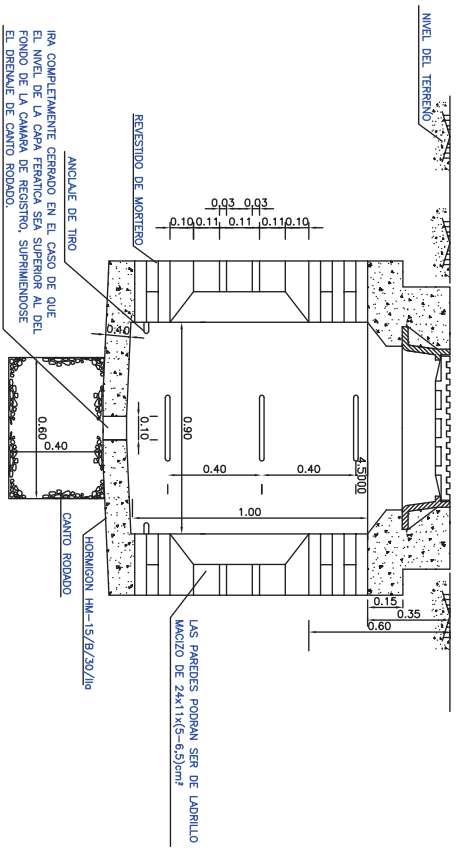 NIVEL DEL TERRENO
REVESTIDO DE MORTERO
ANCLAJE DE TIRO
IRA COMPLETAMENTE CERRADO EN EL CASO DE QUE
EL NIVEL DE LA CAPA FERATICA SEA SUPERIOR AL DEL
FONDO DE LA CAMARA DE REGISTRO, SUPRIMIENDOSE
EL DRENAJE DE CANTO RODADO.
0.03
0.03
0.10
0.11
0.11
0.11
0.10
0.15
0.35
0.60
4.5000
0.40
0.40
1.00
0.90
0.10
0.10
0.40
0.60
HORMIGON HM-15/B/30/IIa
CANTO RODADO
LAS PAREDES PODRAN SER DE LADRILLO
MACIZO DE 24x11x(5-6,5)cm²